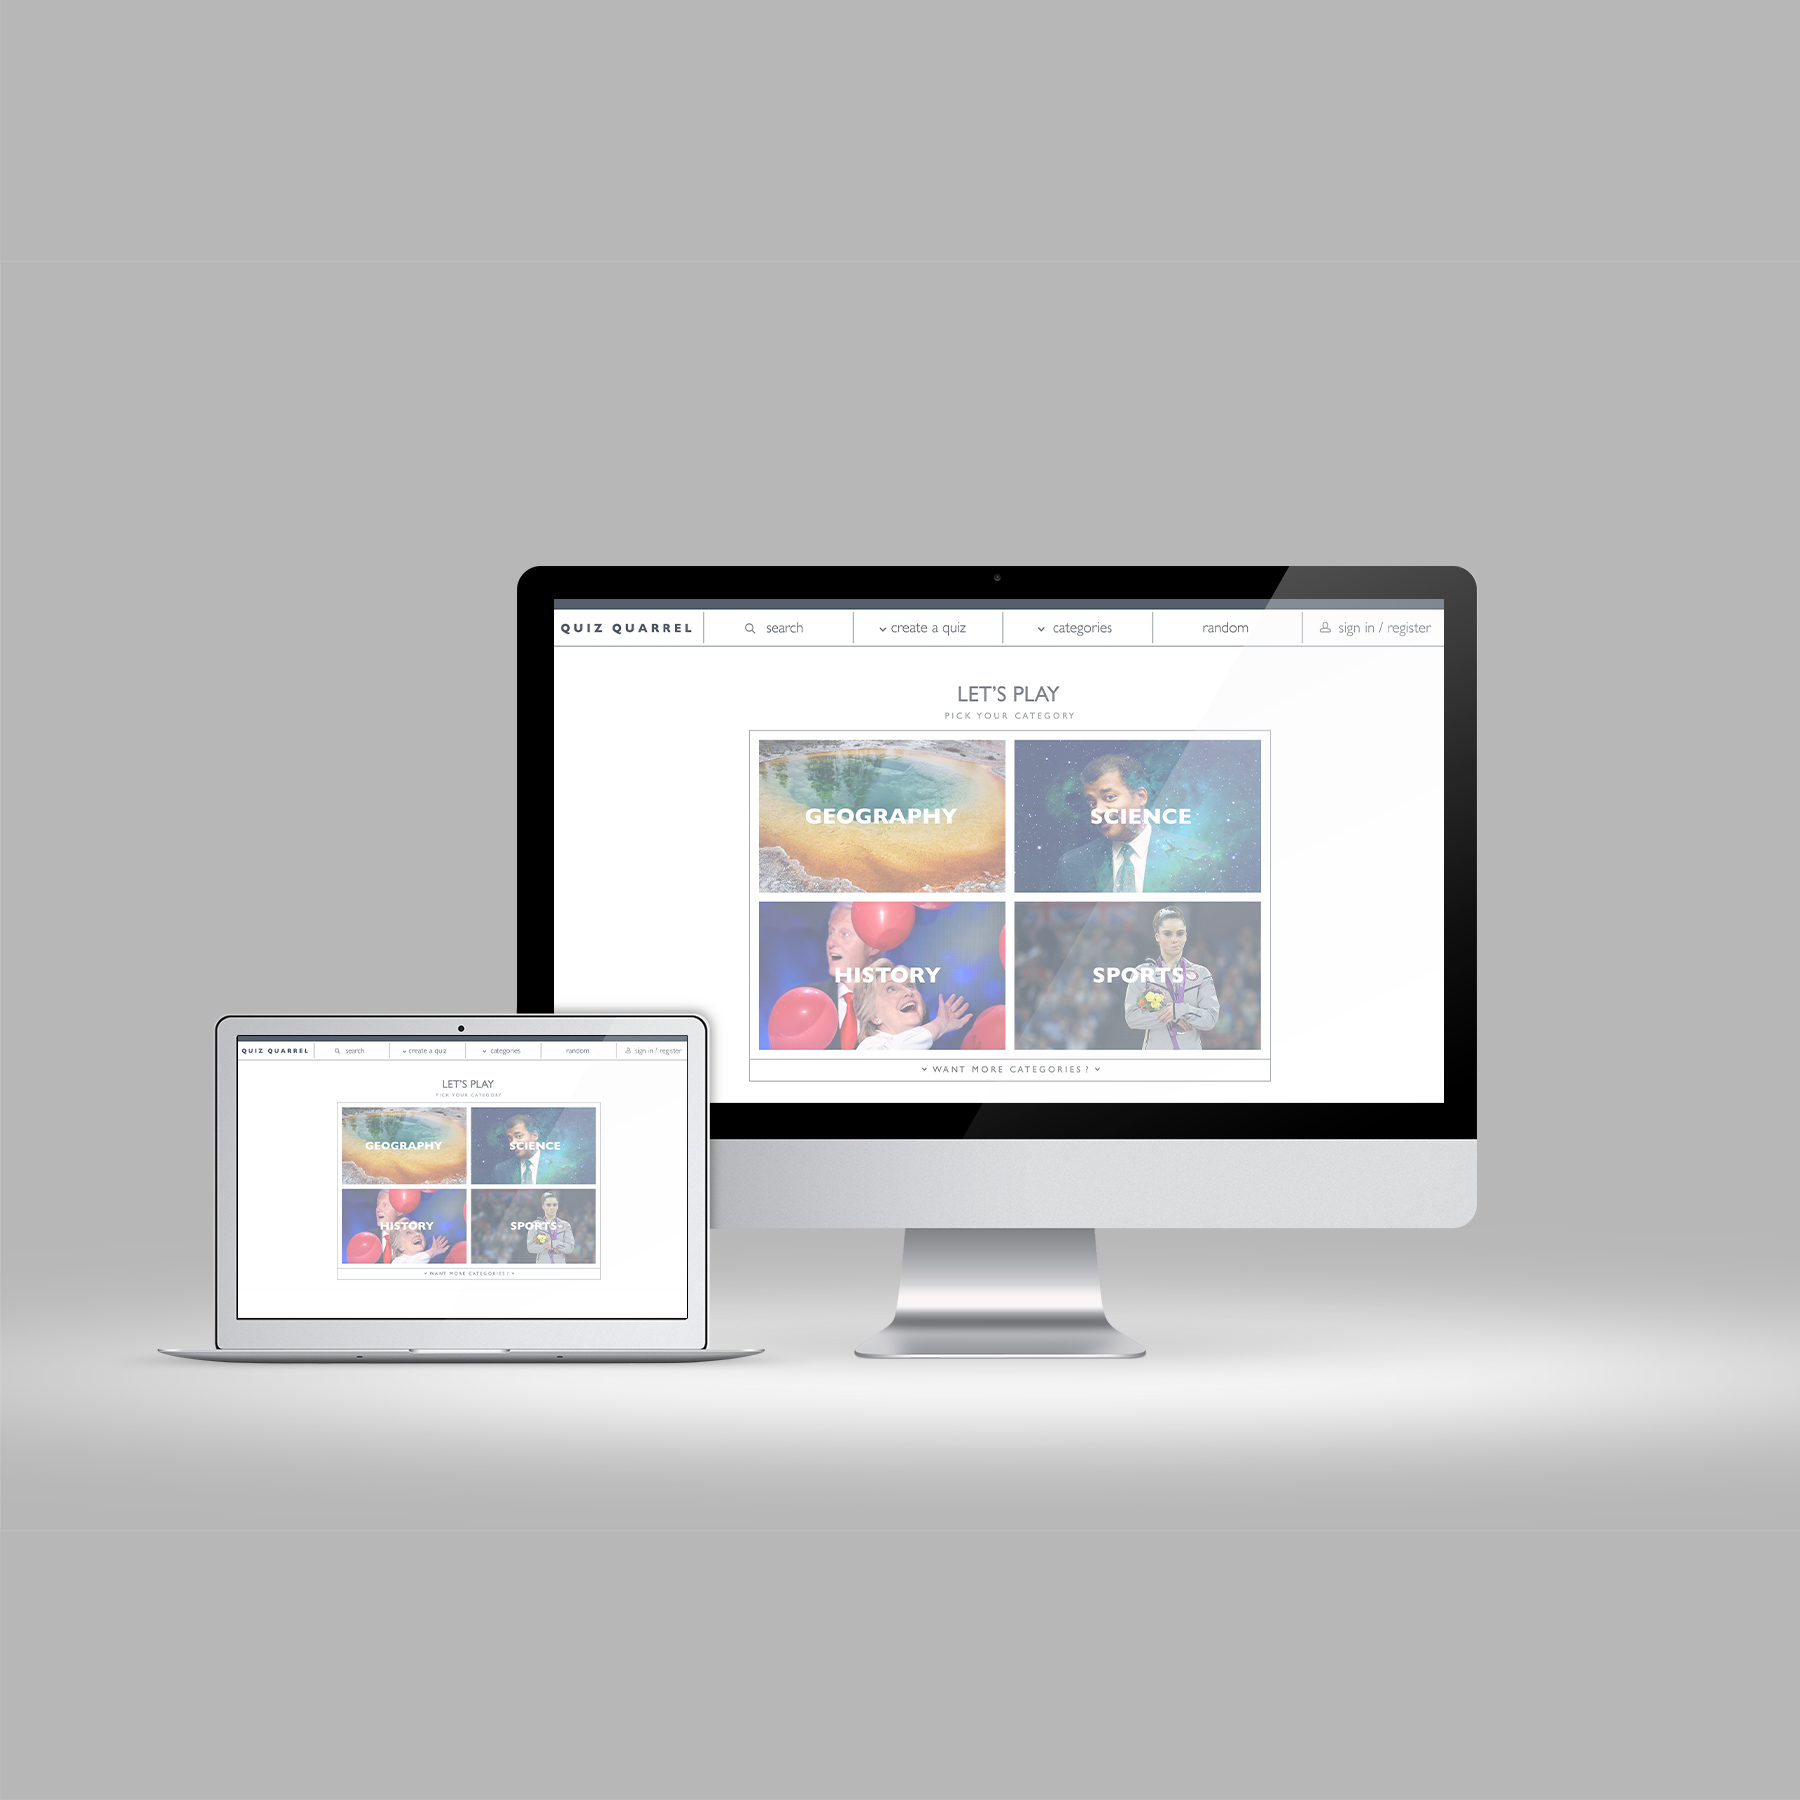 QUIZ QUARREL search create a quiz categories random sign in / register
LET'S PLAY
PICK YOUR CATEGORY
GEOGRAPHY SCIENCE
HISTORY SPORTS
WANT MORE CATEGORIES?
QUIZ QUARREL search create a quiz categories random sign in / register
LET'S PLAY
PICK YOUR CATEGORY
GEOGRAPHY SCIENCE
HISTORY SPORTS
WANT MORE CATEGORIES?